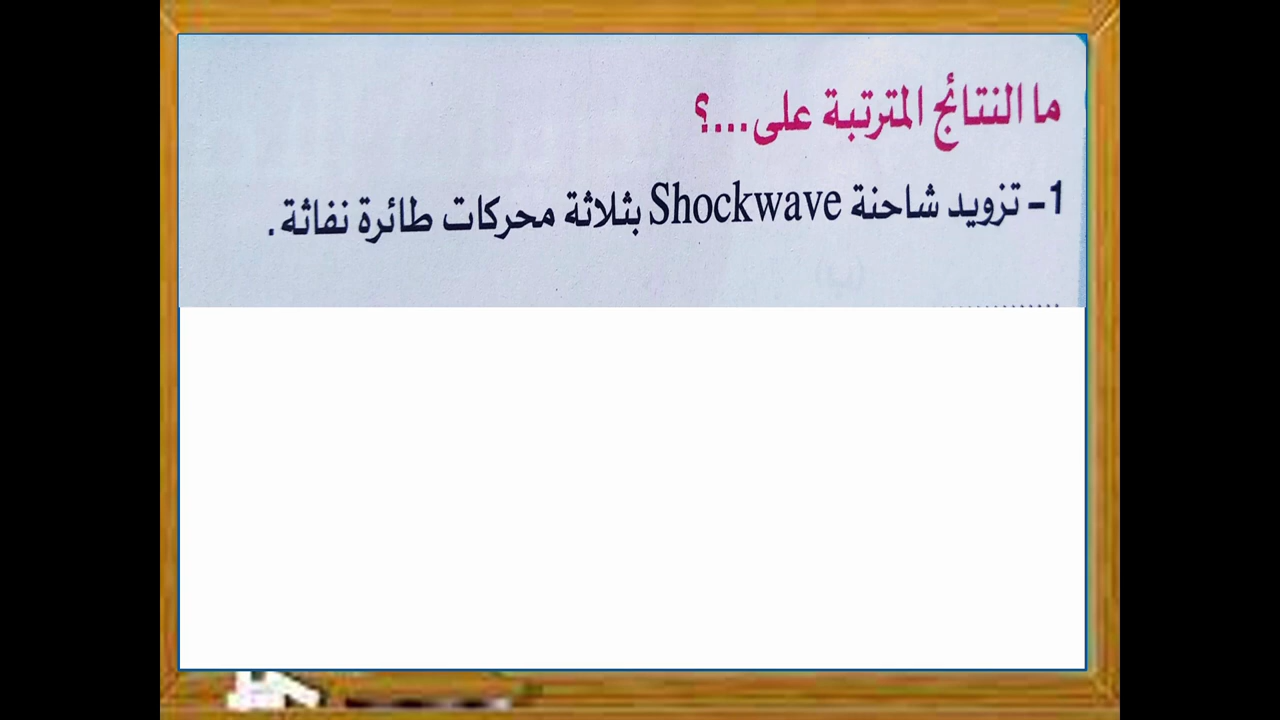 ما النتائج المترتبة على...؟
1- تزويد شاحنة Shockwave بثلاثة محركات طائرة نفاثة.